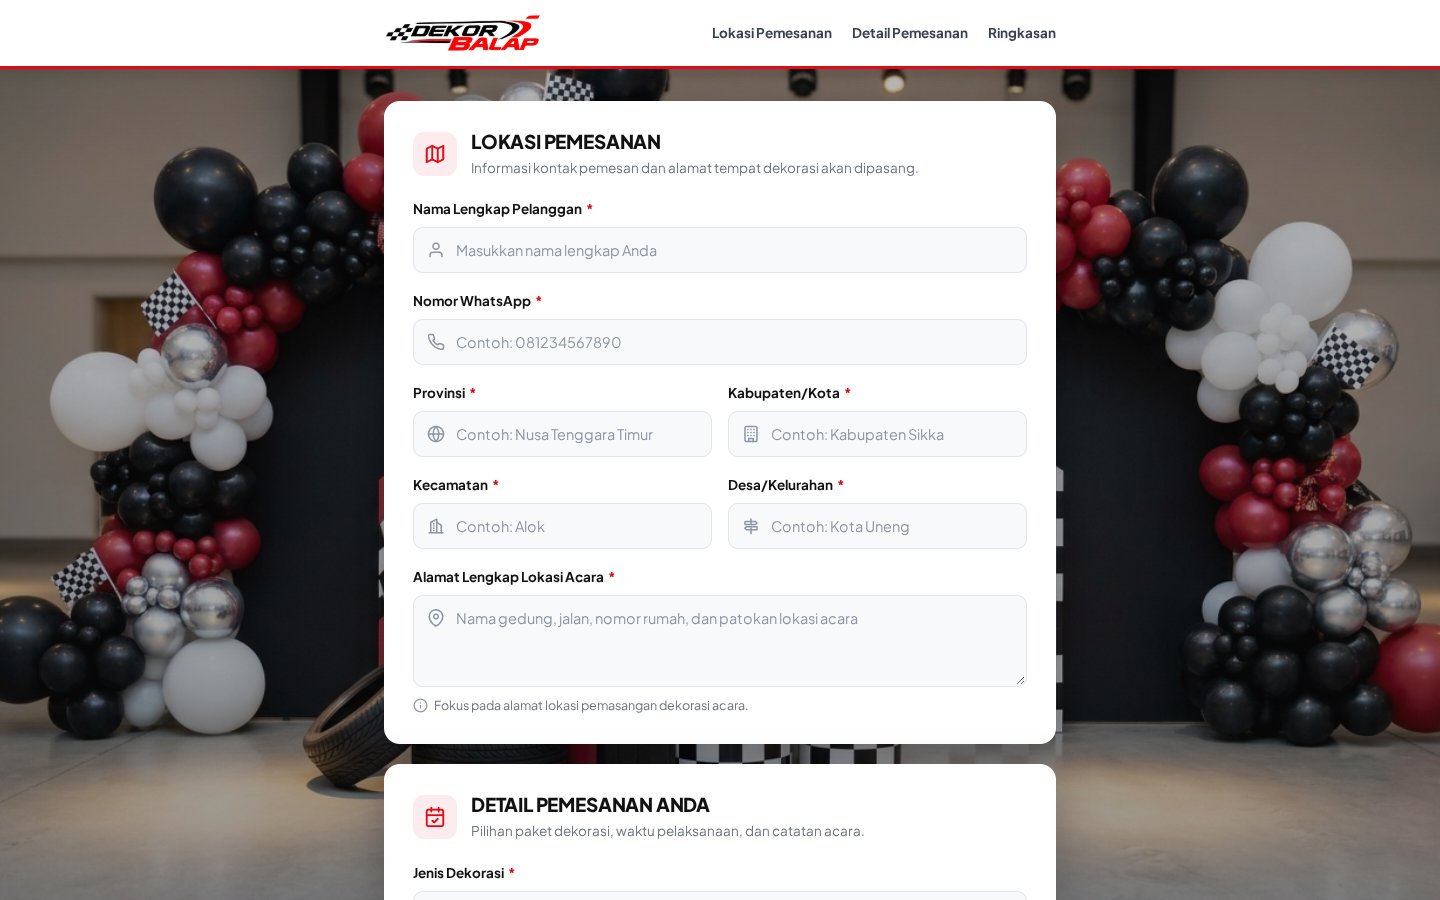 DEKOR
BALAP
Lokasi Pemesanan
Detail Pemesanan
Ringkasan
LOKASI PEMESANAN
Informasi kontak pemesan dan alamat tempat dekorasi akan dipasang.
Nama Lengkap Pelanggan *
Masukkan nama lengkap Anda
Nomor WhatsApp *
Contoh: 081234567890
Provinsi *
Kabupaten/Kota *
Contoh: Nusa Tenggara Timur
Contoh: Kabupaten Sikka
Kecamatan *
Desa/Kelurahan *
Contoh: Alok
Contoh: Kota Uneng
Alamat Lengkap Lokasi Acara *
Nama gedung, jalan, nomor rumah, dan patokan lokasi acara
Fokus pada alamat lokasi pemasangan dekorasi acara.
DETAIL PEMESANAN ANDA
Pilihan paket dekorasi, waktu pelaksanaan, dan catatan acara.
Jenis Dekorasi *